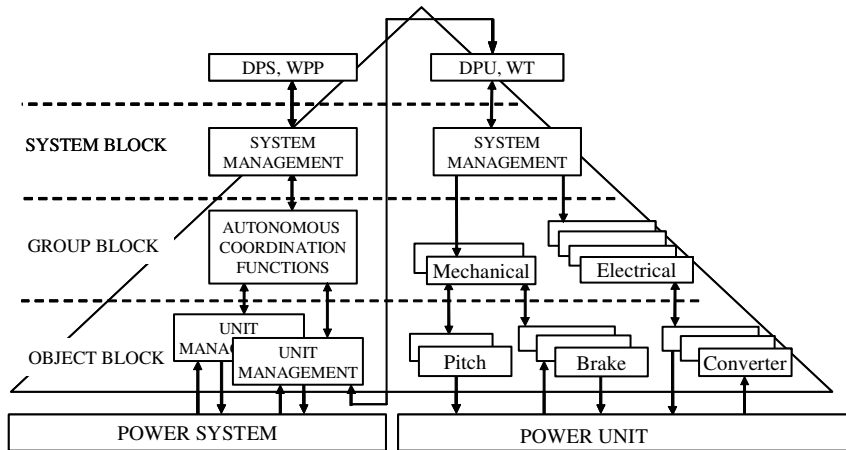 DPS, WPP
DPU, WT
SYSTEM BLOCK
SYSTEM
MANAGEMENT
SYSTEM
MANAGEMENT
GROUP BLOCK
AUTONOMOUS
COORDINATION
FUNCTIONS
Mechanical
Electrical
OBJECT BLOCK
UNIT
UNIT
MANAGEMENT
Pitch
Brake
Converter
POWER SYSTEM
POWER UNIT